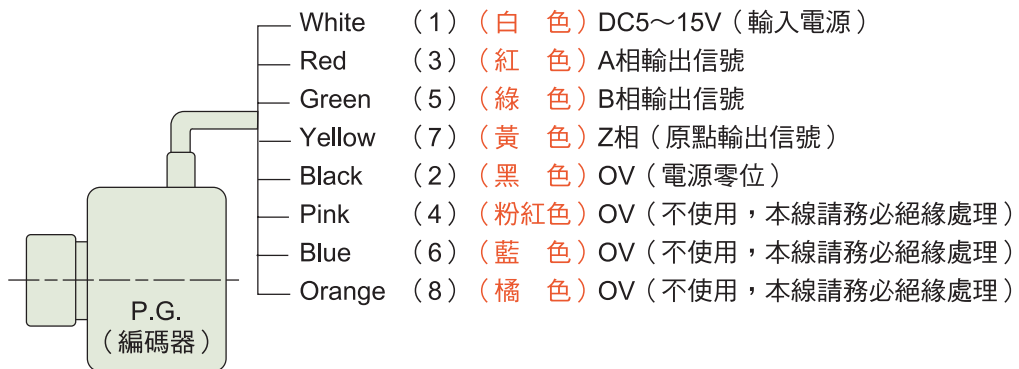 White （1）（白　色）DC5～15V（輸入電源）
Red （3）（紅　色）A相輸出信號
Green （5）（綠　色）B相輸出信號
Yellow （7）（黃　色）Z相（原點輸出信號）
Black （2）（黑　色）OV（電源零位）
Pink （4）（粉紅色）OV（不使用，本線請務必絕緣處理）
Blue （6）（藍　色）OV（不使用，本線請務必絕緣處理）
Orange （8）（橘　色）OV（不使用，本線請務必絕緣處理）
P.G.
（編碼器）